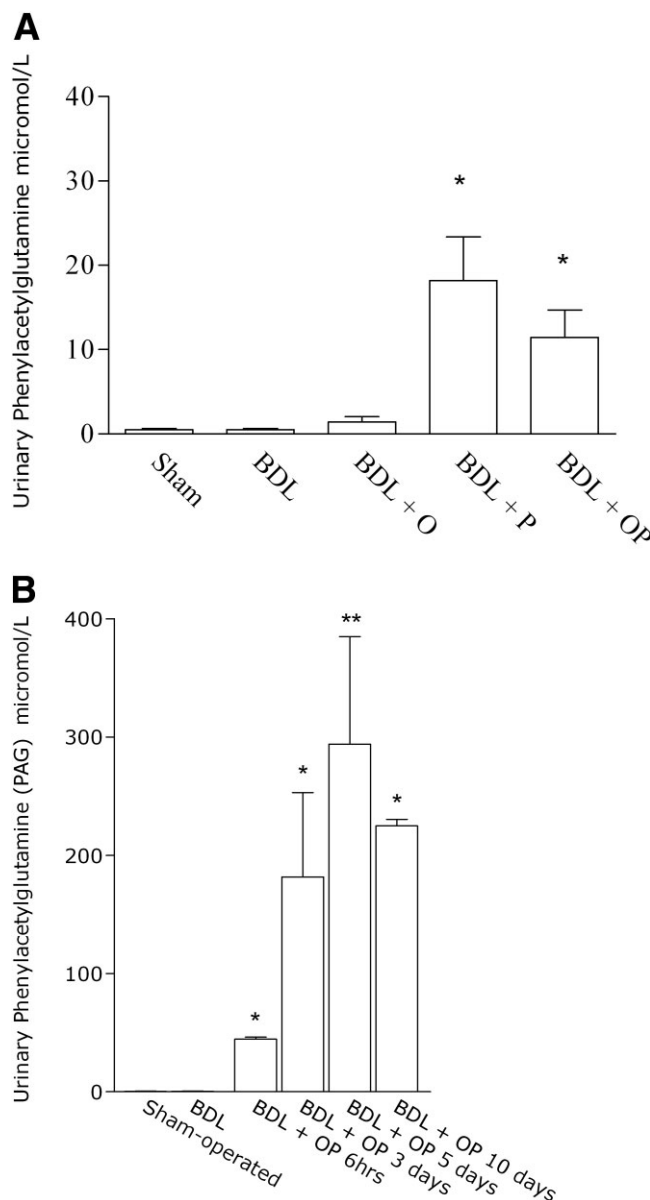 A
Urinary Phenylacetylglutamine micromol/L
40
30
20
10
0
*
*
Sham
BDL
BDL + O
BDL + P
BDL + OP
B
Urinary Phenylacetylglutamine (PAG) micromol/L
400
300
200
100
0
*
*
**
*
Sham-operated
BDL
BDL + OP 6hrs
BDL + OP 3 days
BDL + OP 5 days
BDL + OP 10 days